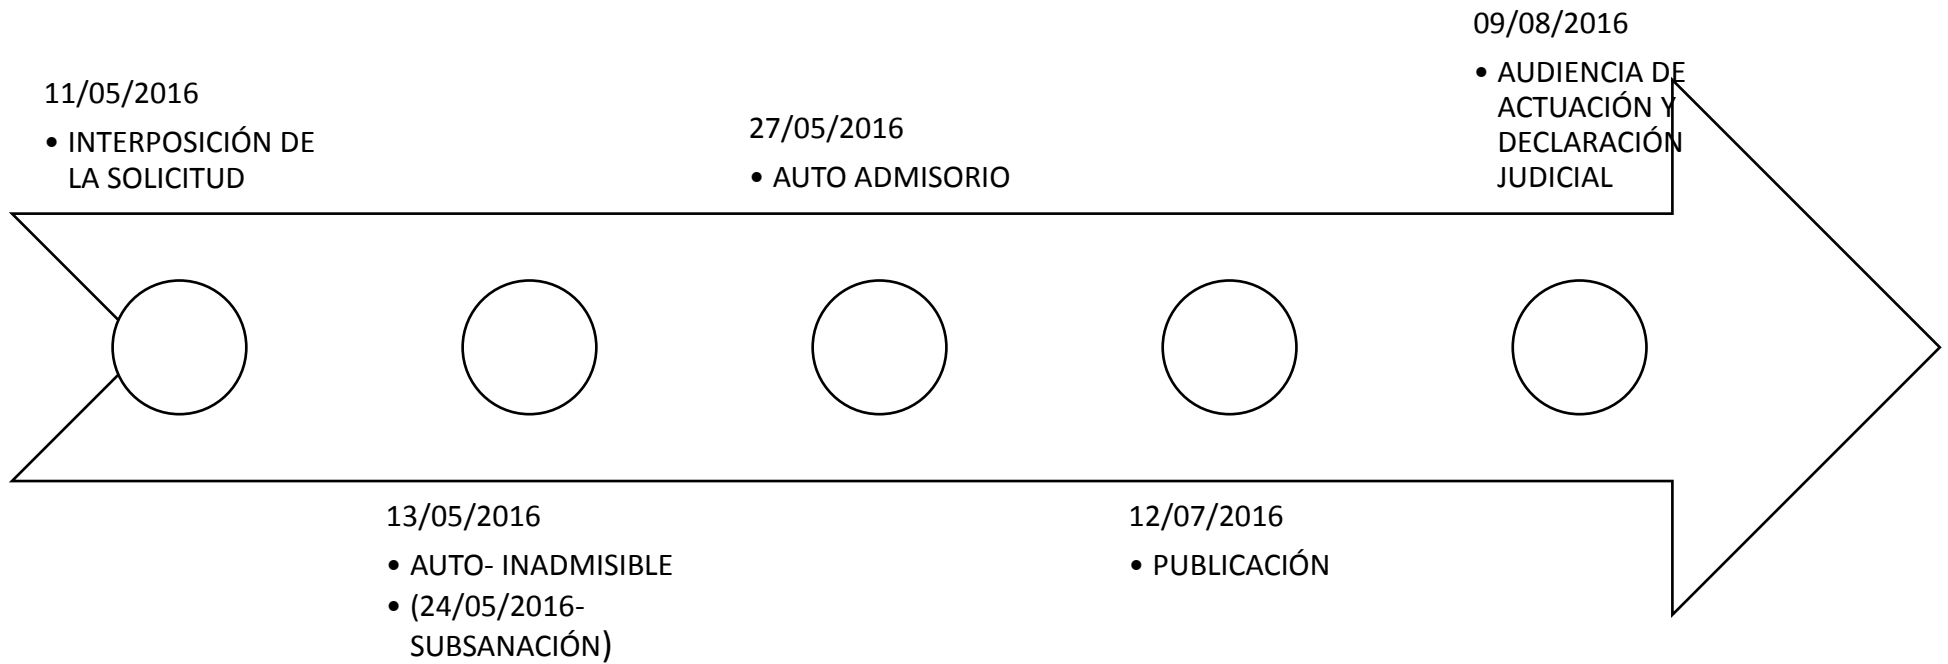 11/05/2016
• INTERPOSICIÓN DE
LA SOLICITUD
13/05/2016
• AUTO- INADMISIBLE
• (24/05/2016-
SUBSANACIÓN)
27/05/2016
• AUTO ADMISORIO
12/07/2016
• PUBLICACIÓN
09/08/2016
• AUDIENCIA DE
ACTUACIÓN Y
DECLARACIÓN
JUDICIAL